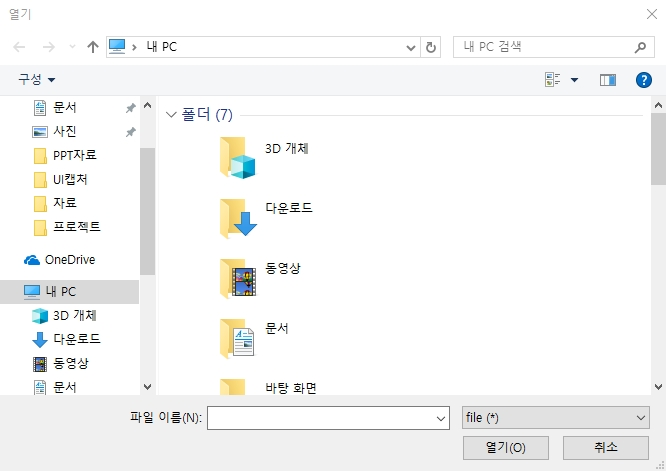 열기
내 PC
내 PC 검색
구성
문서
사진
PPT자료
UI캡처
자료
프로젝트
OneDrive
내 PC
3D 개체
다운로드
동영상
문서
폴더 (7)
3D 개체
다운로드
동영상
문서
바탕 화면
파일 이름(N):
file (*)
열기(O)
취소